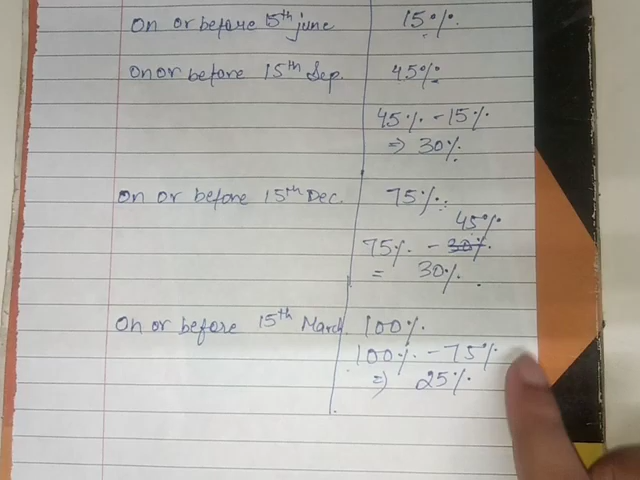 On or before 15th june 15%.
On or before 15th Sep. 45%.
45%. - 15%.
=> 30%.
On or before 15th Dec. 75%.
45%.
75%. - 30%.
= 30%.
On or before 15th March. 100%.
100%. - 75%.
=> 25%.